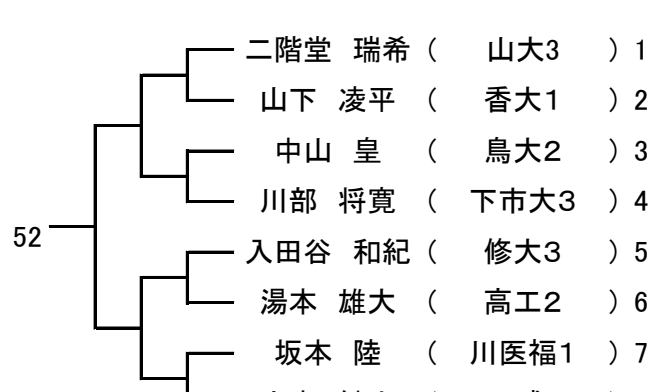 二階堂 瑞希 ( 山大3 ) 1
山下 凌平 ( 香大1 ) 2
中山 皇 ( 鳥大2 ) 3
川部 将寛 ( 下市大3 ) 4
52
入田谷 和紀 ( 修大3 ) 5
湯本 雄大 ( 高工2 ) 6
坂本 陸 ( 川医福1 ) 7